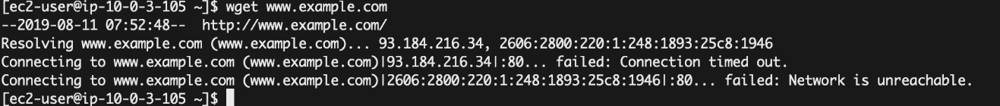 [ec2-user@ip-10-0-3-105 ~]$ wget www.example.com
--2019-08-11 07:52:48--  http://www.example.com/
Resolving www.example.com (www.example.com)... 93.184.216.34, 2606:2800:220:1:248:1893:25c8:1946
Connecting to www.example.com (www.example.com)|93.184.216.34|:80... failed: Connection timed out.
Connecting to www.example.com (www.example.com)|2606:2800:220:1:248:1893:25c8:1946|:80... failed: Network is unreachable.
[ec2-user@ip-10-0-3-105 ~]$